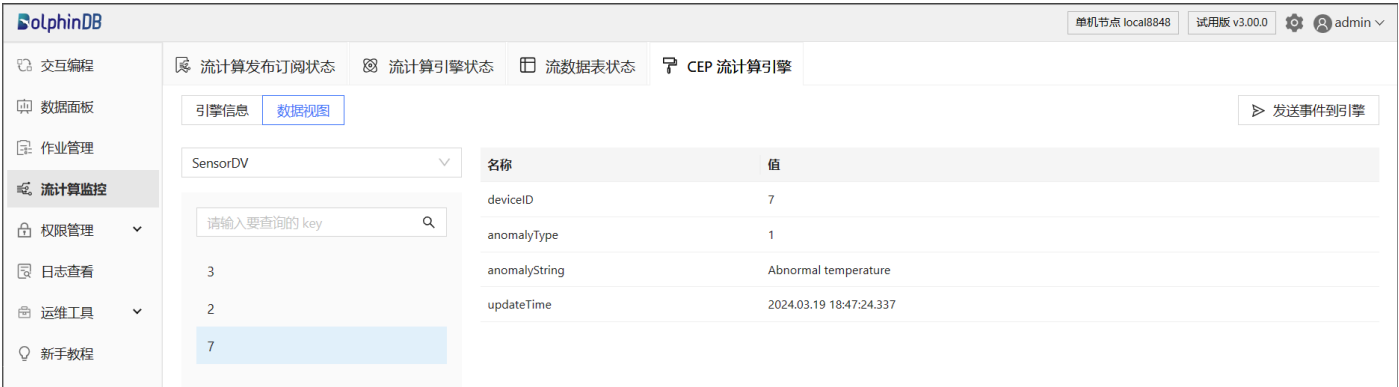 DolphinDB
单机节点 local8848 试用版 v3.00.0 admin
交互编程
数据面板
作业管理
流计算监控
权限管理
日志查看
运维工具
新手教程
流计算发布订阅状态 流计算引擎状态 流数据表状态 CEP 流计算引擎
引擎信息 数据视图 发送事件到引擎
SensorDV
请输入要查询的 key
3
2
7
名称 值
deviceID 7
anomalyType 1
anomalyString Abnormal temperature
updateTime 2024.03.19 18:47:24.337